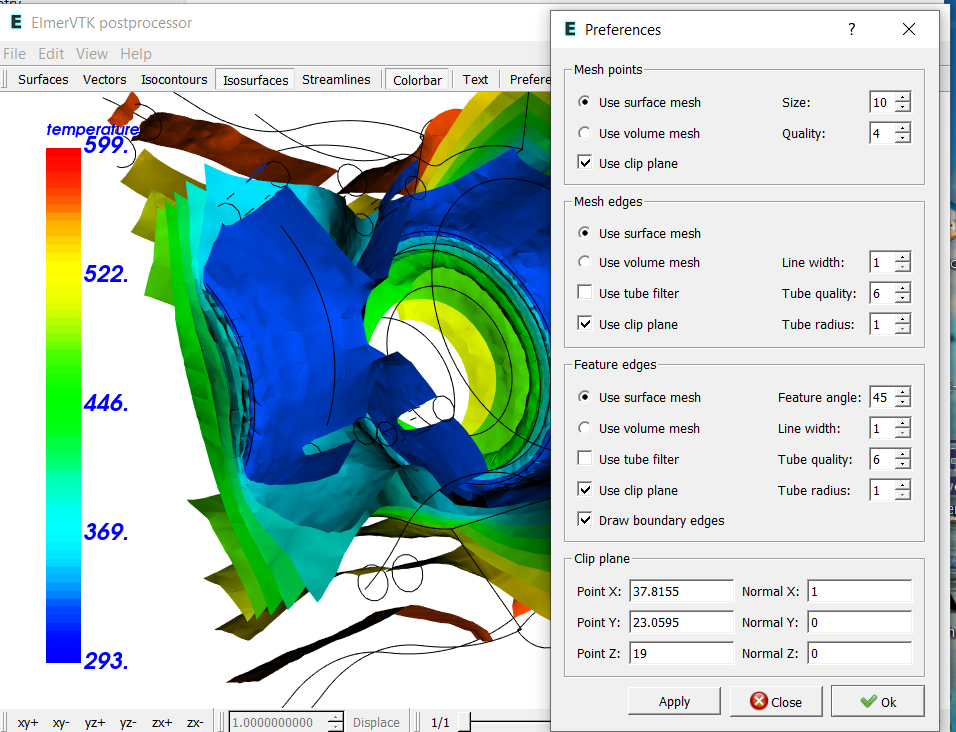 ElmerVTK postprocessor
File Edit View Help
Surfaces Vectors Isocontours Isosurfaces Streamlines Colorbar Text Prefere
temperature
599.
522.
446.
369.
293.
xy+ xy- yz+ yz- zx+ zx- 1.0000000000 Displace 1/1
Preferences ?
Mesh points
Use surface mesh Size: 10
Use volume mesh Quality: 4
Use clip plane
Mesh edges
Use surface mesh
Use volume mesh Line width: 1
Use tube filter Tube quality: 6
Use clip plane Tube radius: 1
Feature edges
Use surface mesh Feature angle: 45
Use volume mesh Line width: 1
Use tube filter Tube quality: 6
Use clip plane Tube radius: 1
Draw boundary edges
Clip plane
Point X: 37.8155 Normal X: 1
Point Y: 23.0595 Normal Y: 0
Point Z: 19 Normal Z: 0
Apply Close Ok